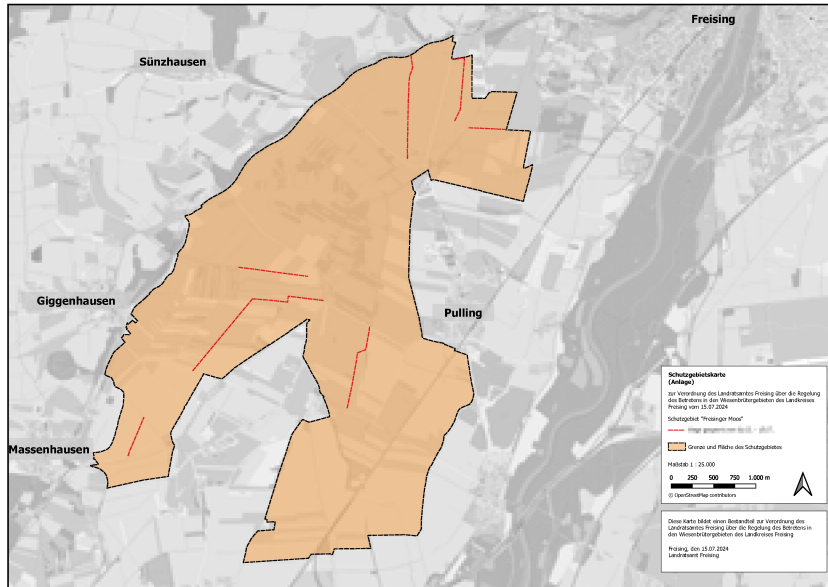 Freising
Sünzhausen
Giggenhausen
Pulling
Massenhausen
Schutzgebietskarte
(Anlage)
zur Verordnung des Landratsamtes Freising über die Regelung
des Betretens in den Wiesenbrütergebieten des Landkreises
Freising vom 15.07.2024
Schutzgebiet "Freisinger Moos"
Grenze und Fläche des Schutzgebietes
Maßstab 1 : 25.000
0 250 500 750 1.000 m
© OpenStreetMap contributors
Diese Karte bildet einen Bestandteil zur Verordnung des
Landratsamtes Freising über die Regelung des Betretens in
den Wiesenbrütergebieten des Landkreises Freising
Freising, den 15.07.2024
Landratsamt Freising